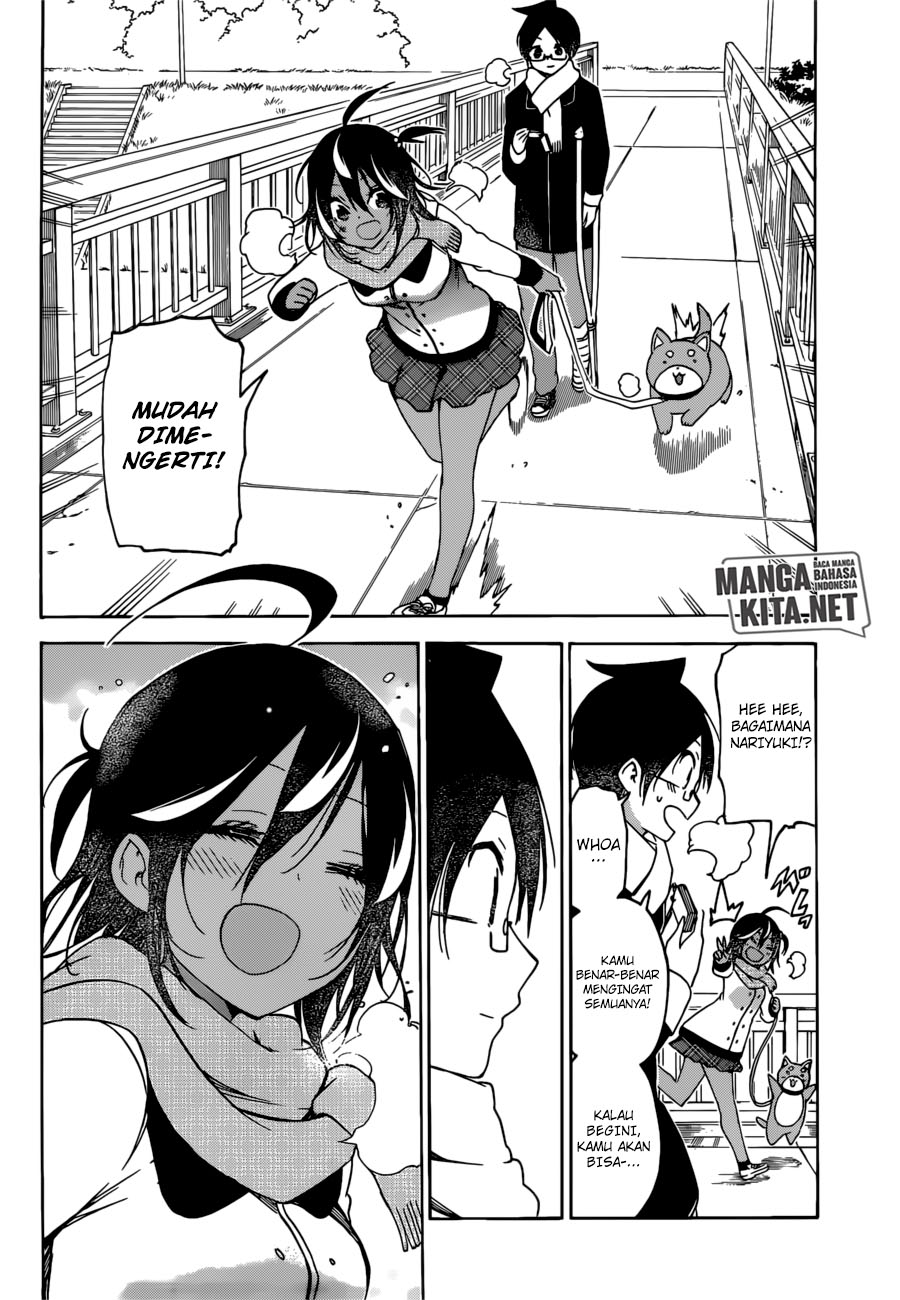 MUDAH
DIME-
NGERTI!
MANGA
BACA MANGA
BAHASA
INDONESIA
KITA.NET
HEE HEE,
BAGAIMANA
NARIYUKI!?
WHOA
...
KAMU
BENAR-BENAR
MENGINGAT
SEMUANYA!
KALAU
BEGINI,
KAMU AKAN
BISA-...